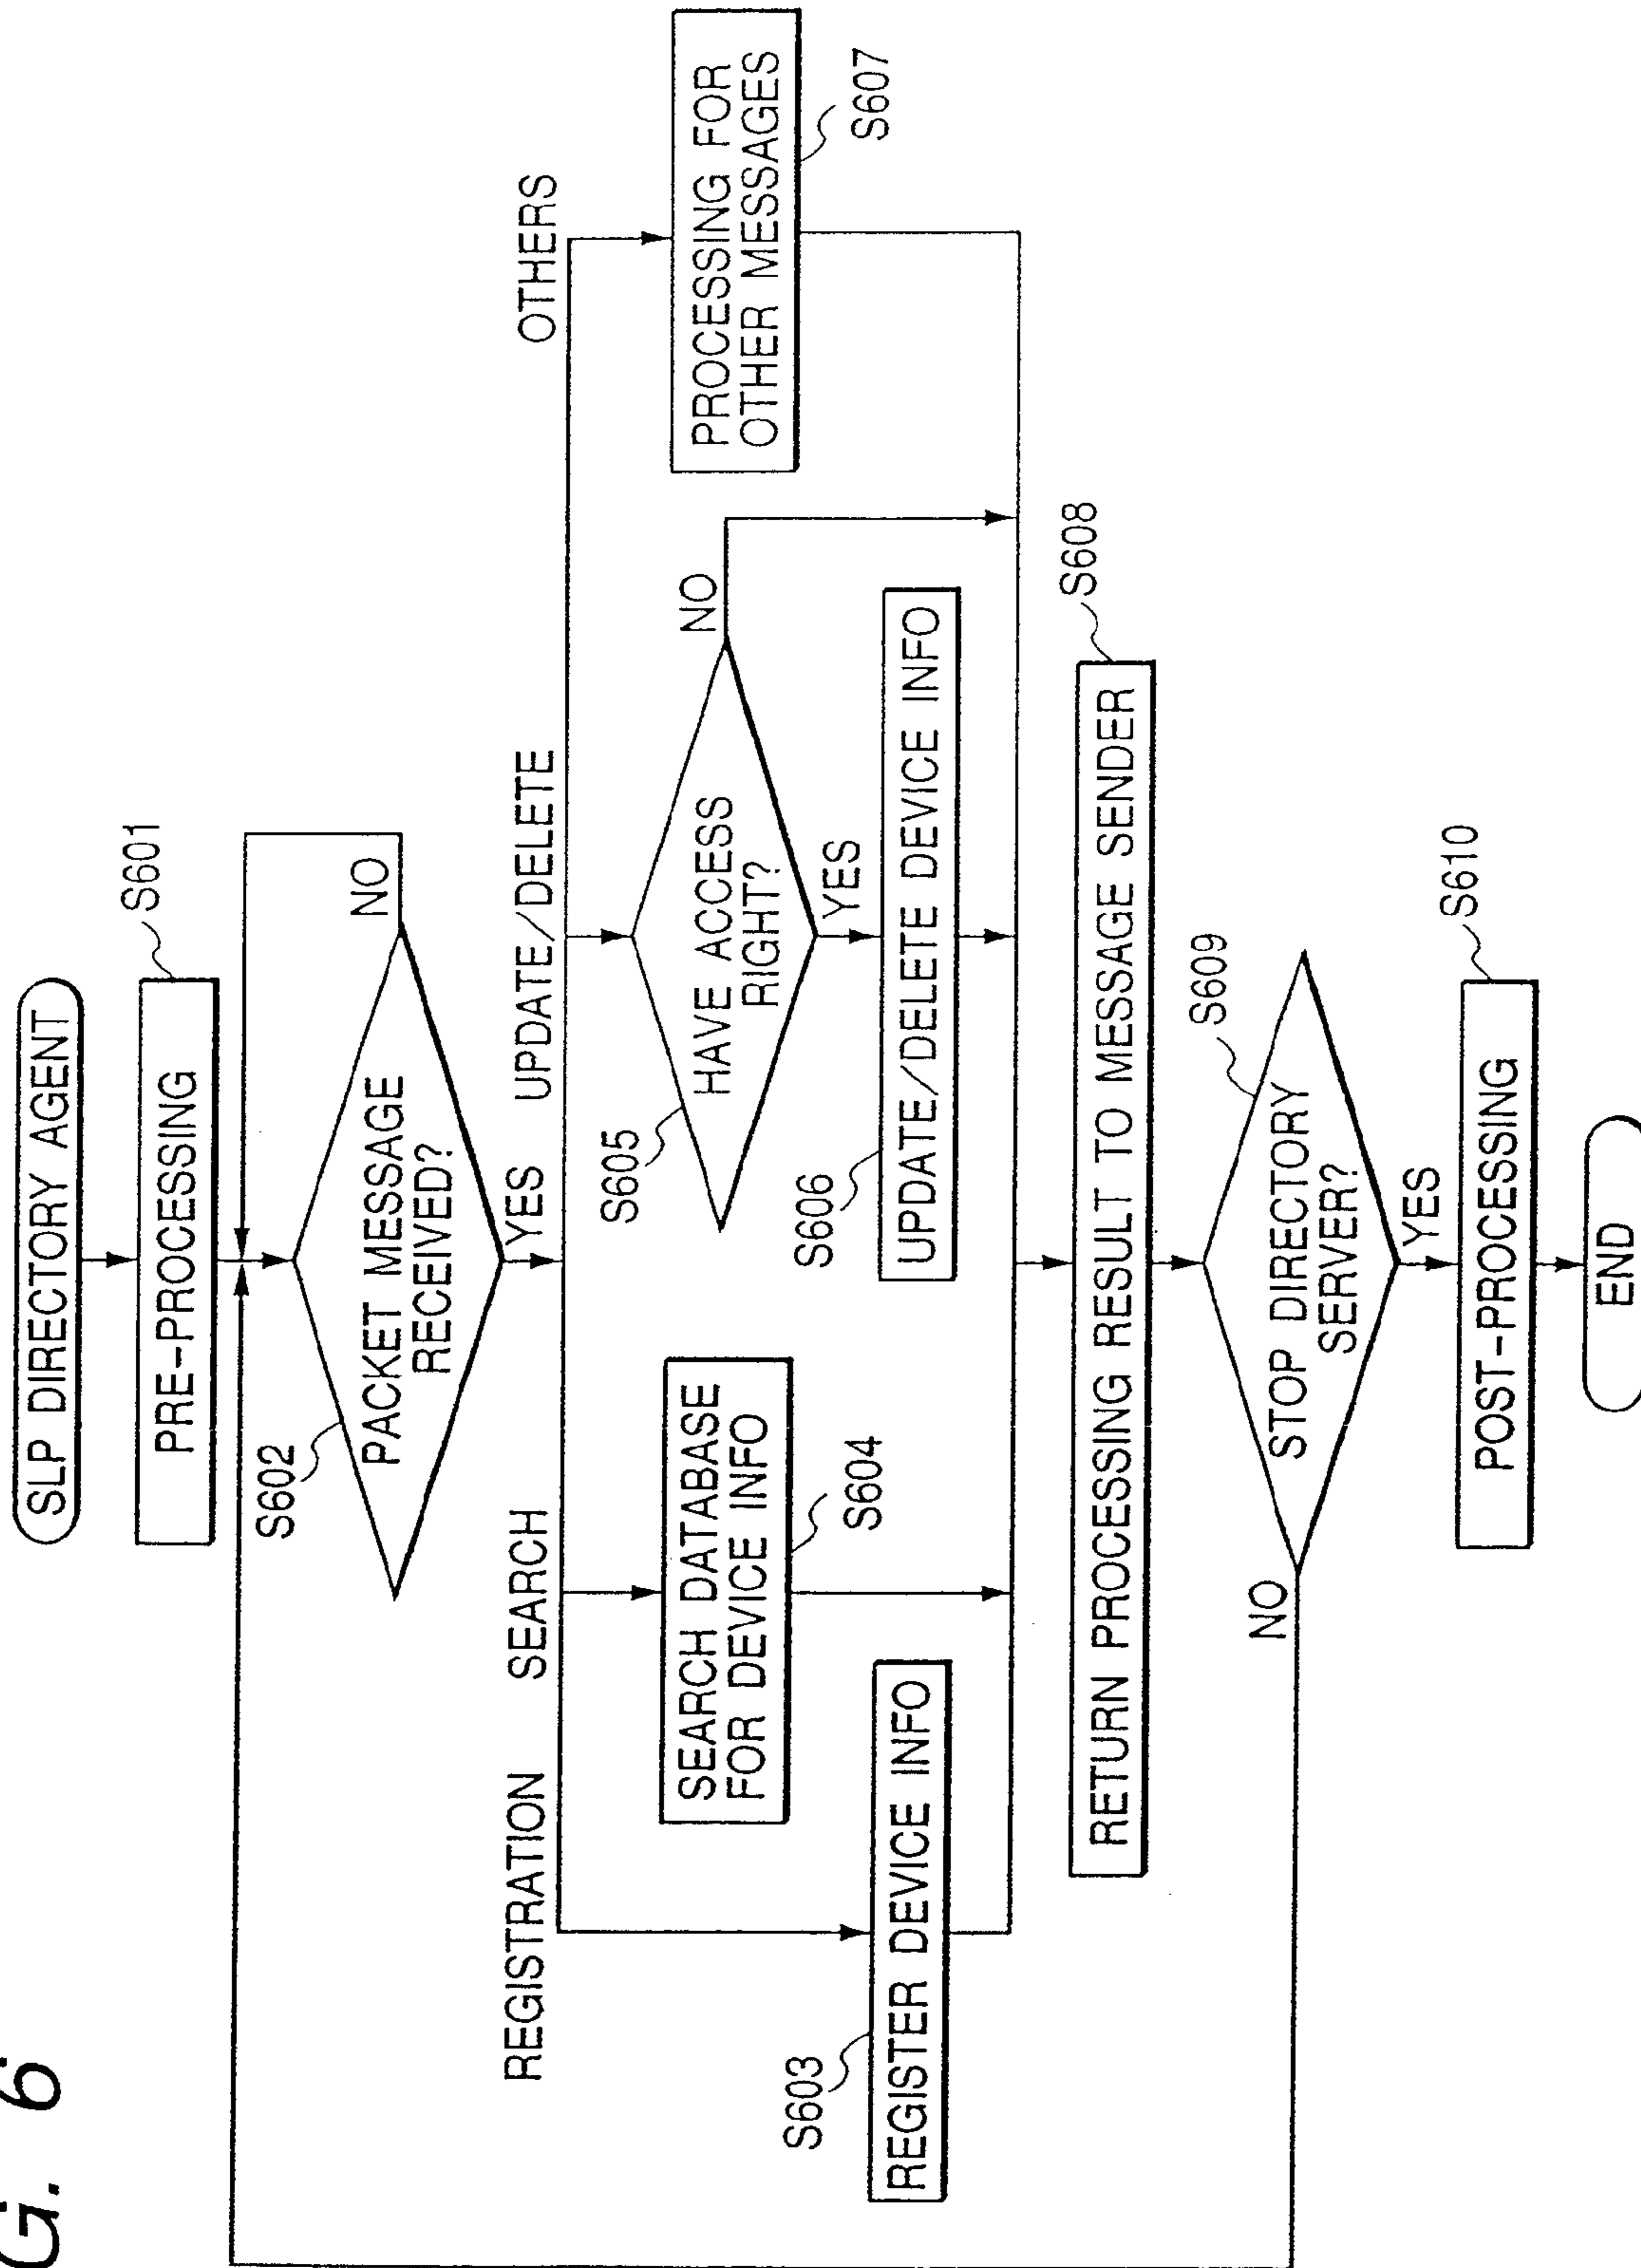 G. 6
SLP DIRECTORY AGENT
PRE-PROCESSING
S601
S602
PACKET MESSAGE
RECEIVED?
NO
YES
REGISTRATION
SEARCH
UPDATE/DELETE
OTHERS
S603
REGISTER DEVICE INFO
SEARCH DATABASE
FOR DEVICE INFO
S604
S605
HAVE ACCESS
RIGHT?
NO
YES
S606
UPDATE/DELETE DEVICE INFO
PROCESSING FOR
OTHER MESSAGES
S607
S608
RETURN PROCESSING RESULT TO MESSAGE SENDER
S609
STOP DIRECTORY
SERVER?
NO
YES
S610
POST-PROCESSING
END